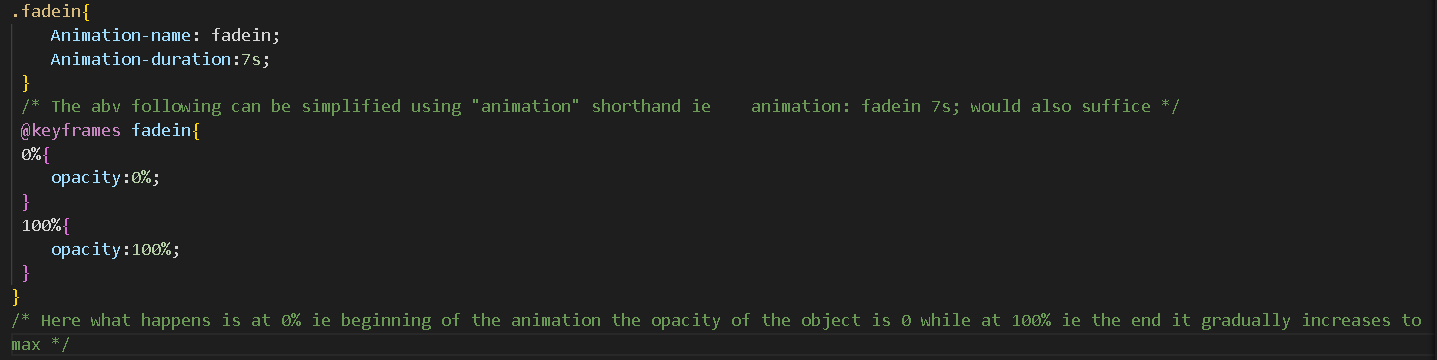 .fadein{
Animation-name: fadein;
Animation-duration:7s;
}
/* The abv following can be simplified using "animation" shorthand ie    animation: fadein 7s; would also suffice */
@keyframes fadein{
0%{
opacity:0%;
}
100%{
opacity:100%;
}
}
/* Here what happens is at 0% ie beginning of the animation the opacity of the object is 0 while at 100% ie the end it gradually increases to
max */